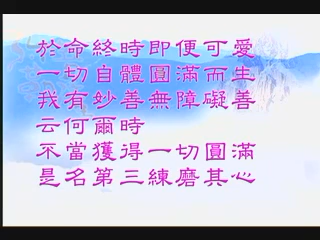 於命終時即便可愛
一切自體圓滿而生
我有妙善無障礙善
云何爾時
不當獲得一切圓滿
是名第三練磨其心